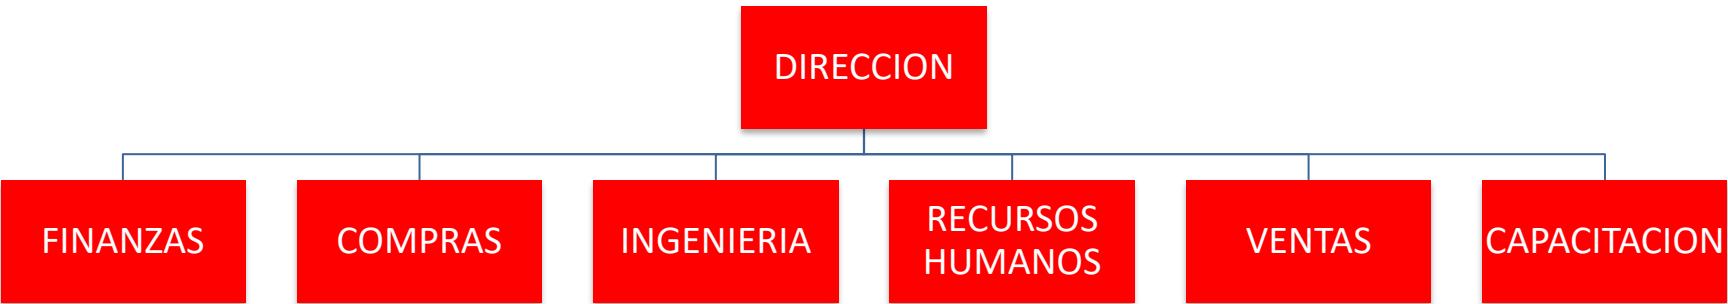 DIRECCION
FINANZAS
COMPRAS
INGENIERIA
RECURSOS
HUMANOS
VENTAS
CAPACITACION